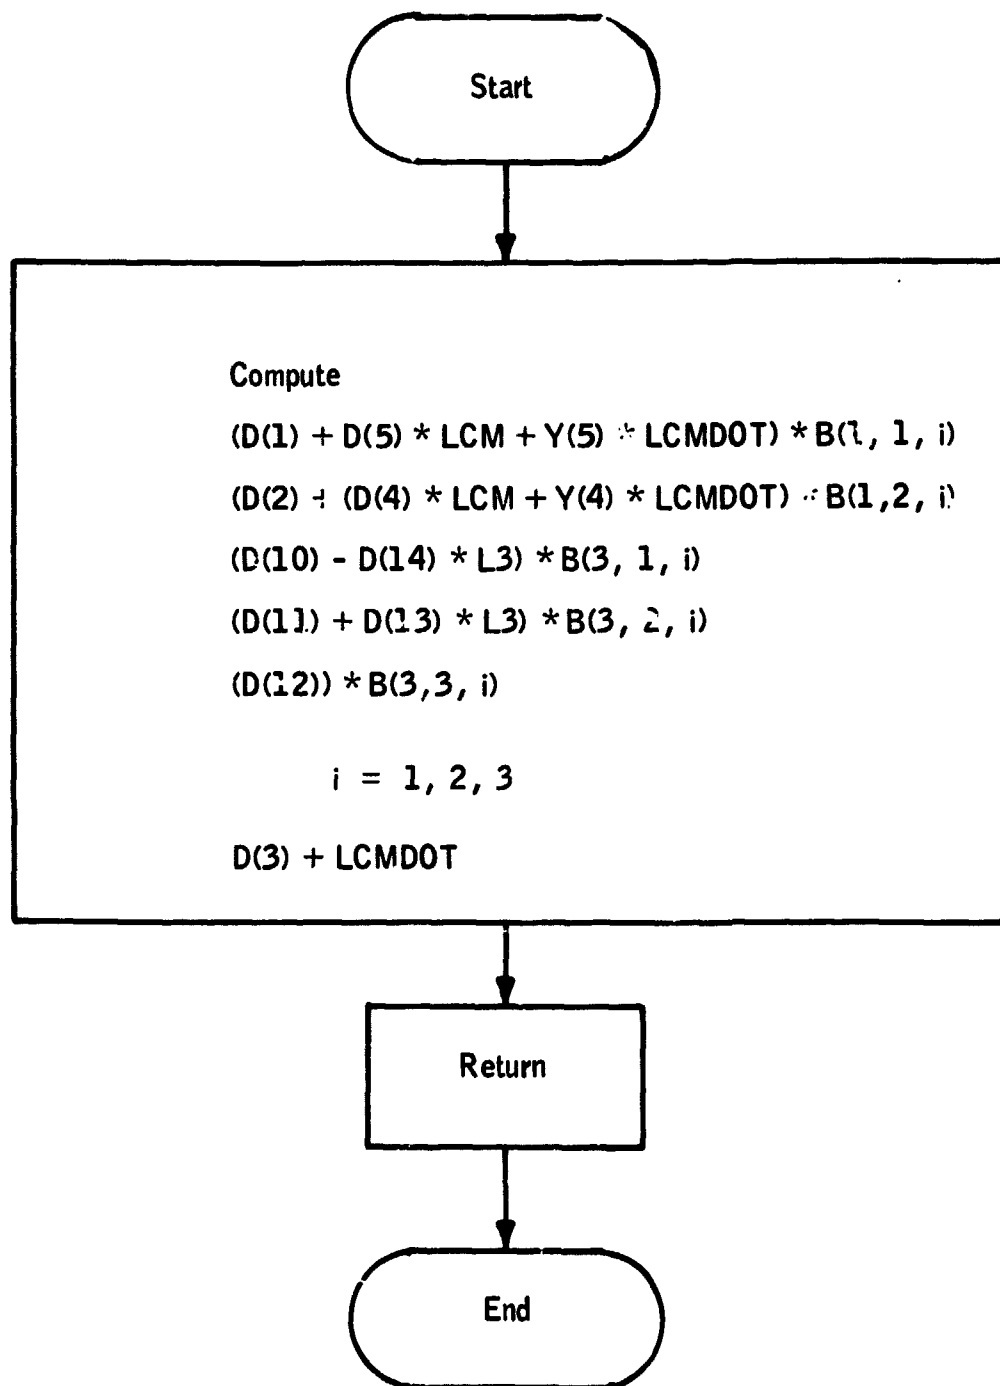 Start
Compute
(D(1) + D(5) * LCM + Y(5) * LCMDOT) * B(1, 1, i)
(D(2) + (D(4) * LCM + Y(4) * LCMDOT) * B(1,2, i)
(D(10) - D(14) * L3) * B(3, 1, i)
(D(11) + D(13) * L3) * B(3, 2, i)
(D(12)) * B(3,3, i)
i = 1, 2, 3
D(3) + LCMDOT
Return
End